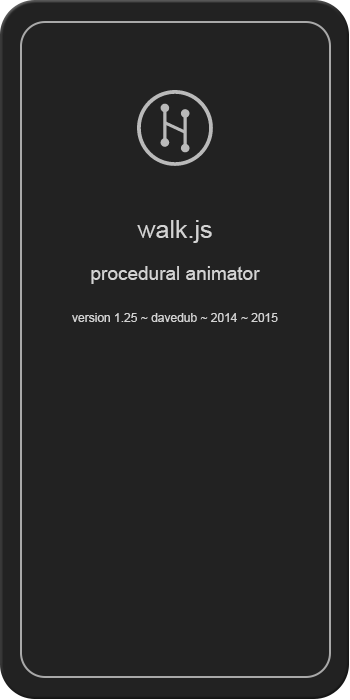 walk.js
procedural animator
version 1.25 ~ davedub ~ 2014 ~ 2015